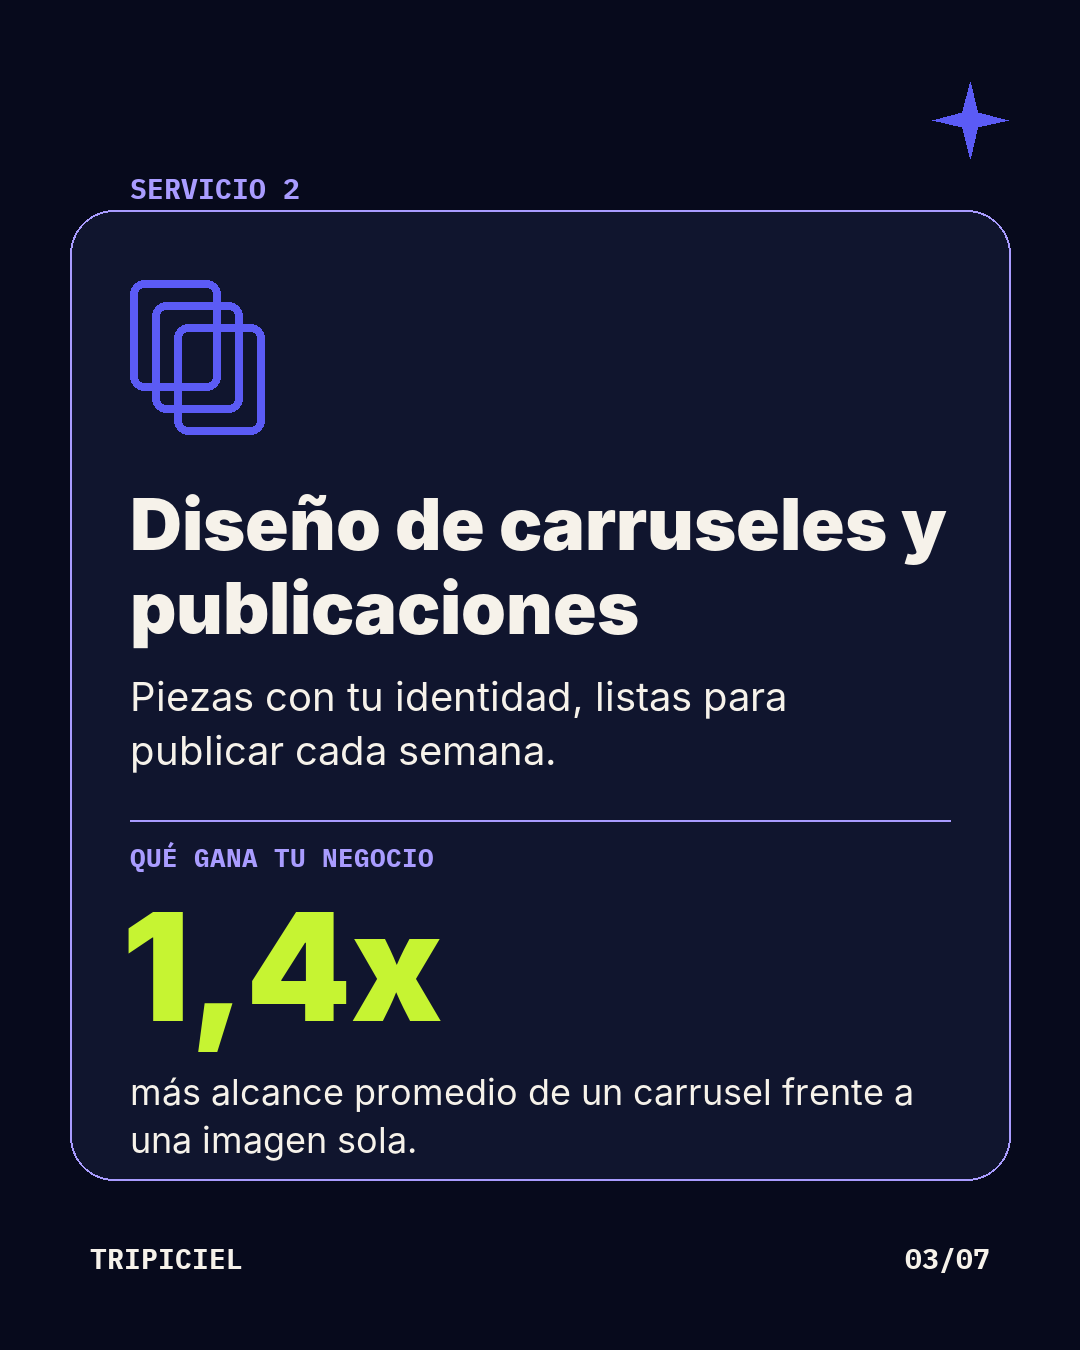 SERVICIO 2
Diseño de carruseles y
publicaciones
Piezas con tu identidad, listas para
publicar cada semana.
QUÉ GANA TU NEGOCIO
1,4x
más alcance promedio de un carrusel frente a
una imagen sola.
TRIPICIEL
03/07